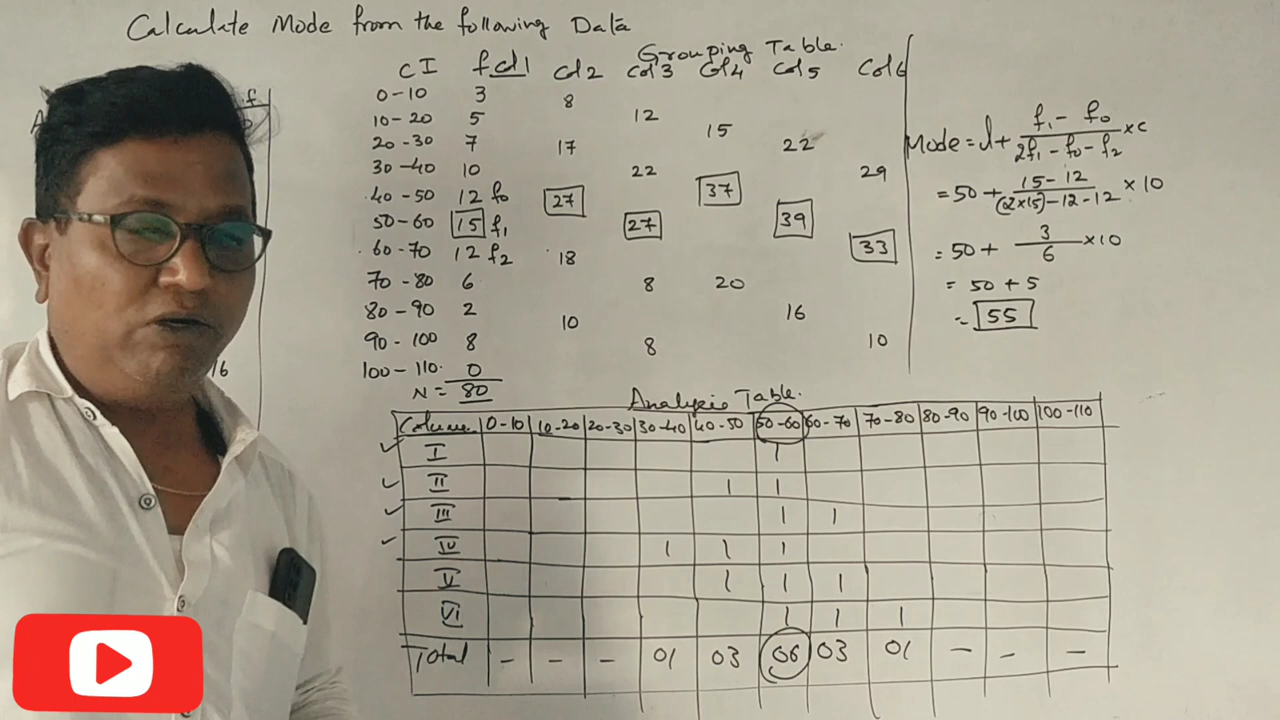 Calculate Mode from the following Data
Grouping Table.
CI f Col1 Col2 Col3 Col4 Col5 Col6
f
0-10 3
8
10-20 5
12
15
20-30 7
17
22
30-40 10
22
29
40-50 12 f0
27
37
50-60 15 f1
27
39
60-70 12 f2
18
33
70-80 6
8
20
80-90 2
10
16
90-100 8
8
10
100-110. 0
N = 80
16
Mode = l + f1 - f0 / 2f1 - f0 - f2 × c
= 50 + 15-12 / (2×15)-12-12 × 10
= 50 + 3 / 6 ×10
= 50 + 5
= 55
Analysis Table.
Column 0-10 10-20 20-30 30-40 40-50 50-60 60-70 70-80 80-90 90-100 100-110
I 1
II 1 1
III 1 1
IV 1 1 1
V 1 1 1
VI 1 1 1
Total - - - 01 03 06 03 01 - - -